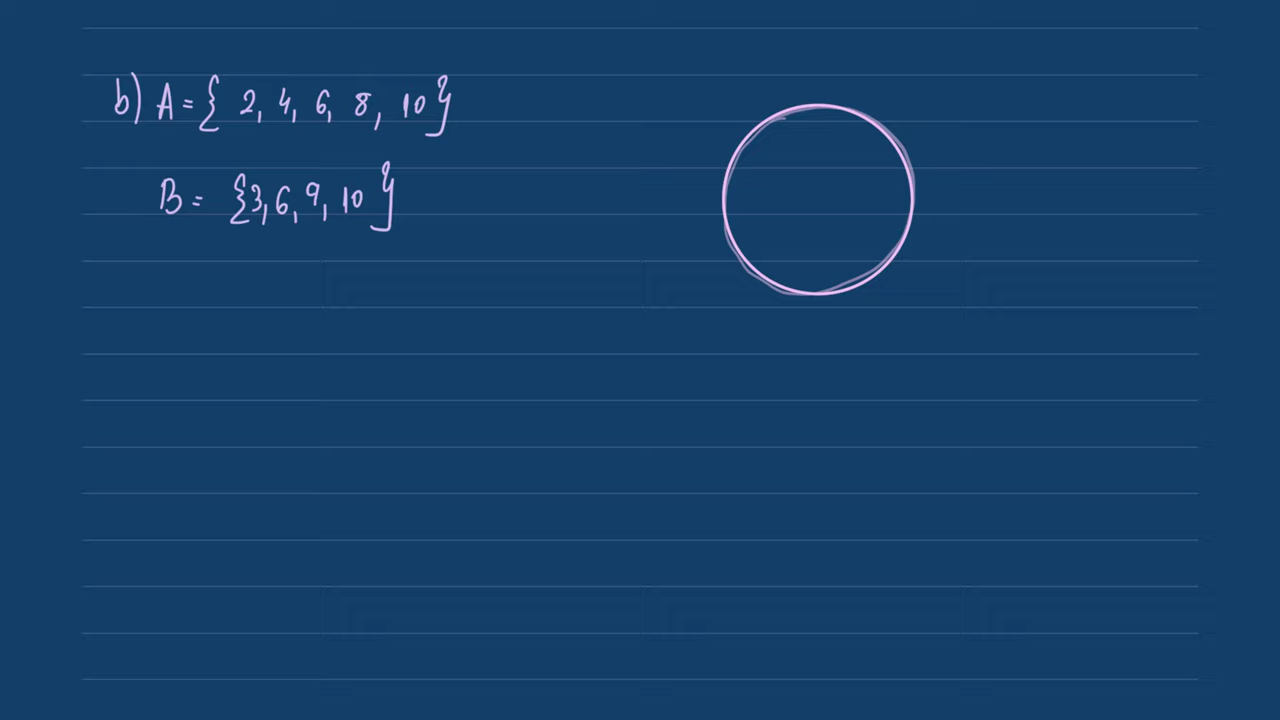 b) A = { 2, 4, 6, 8, 10}
B = {3, 6, 9, 10}